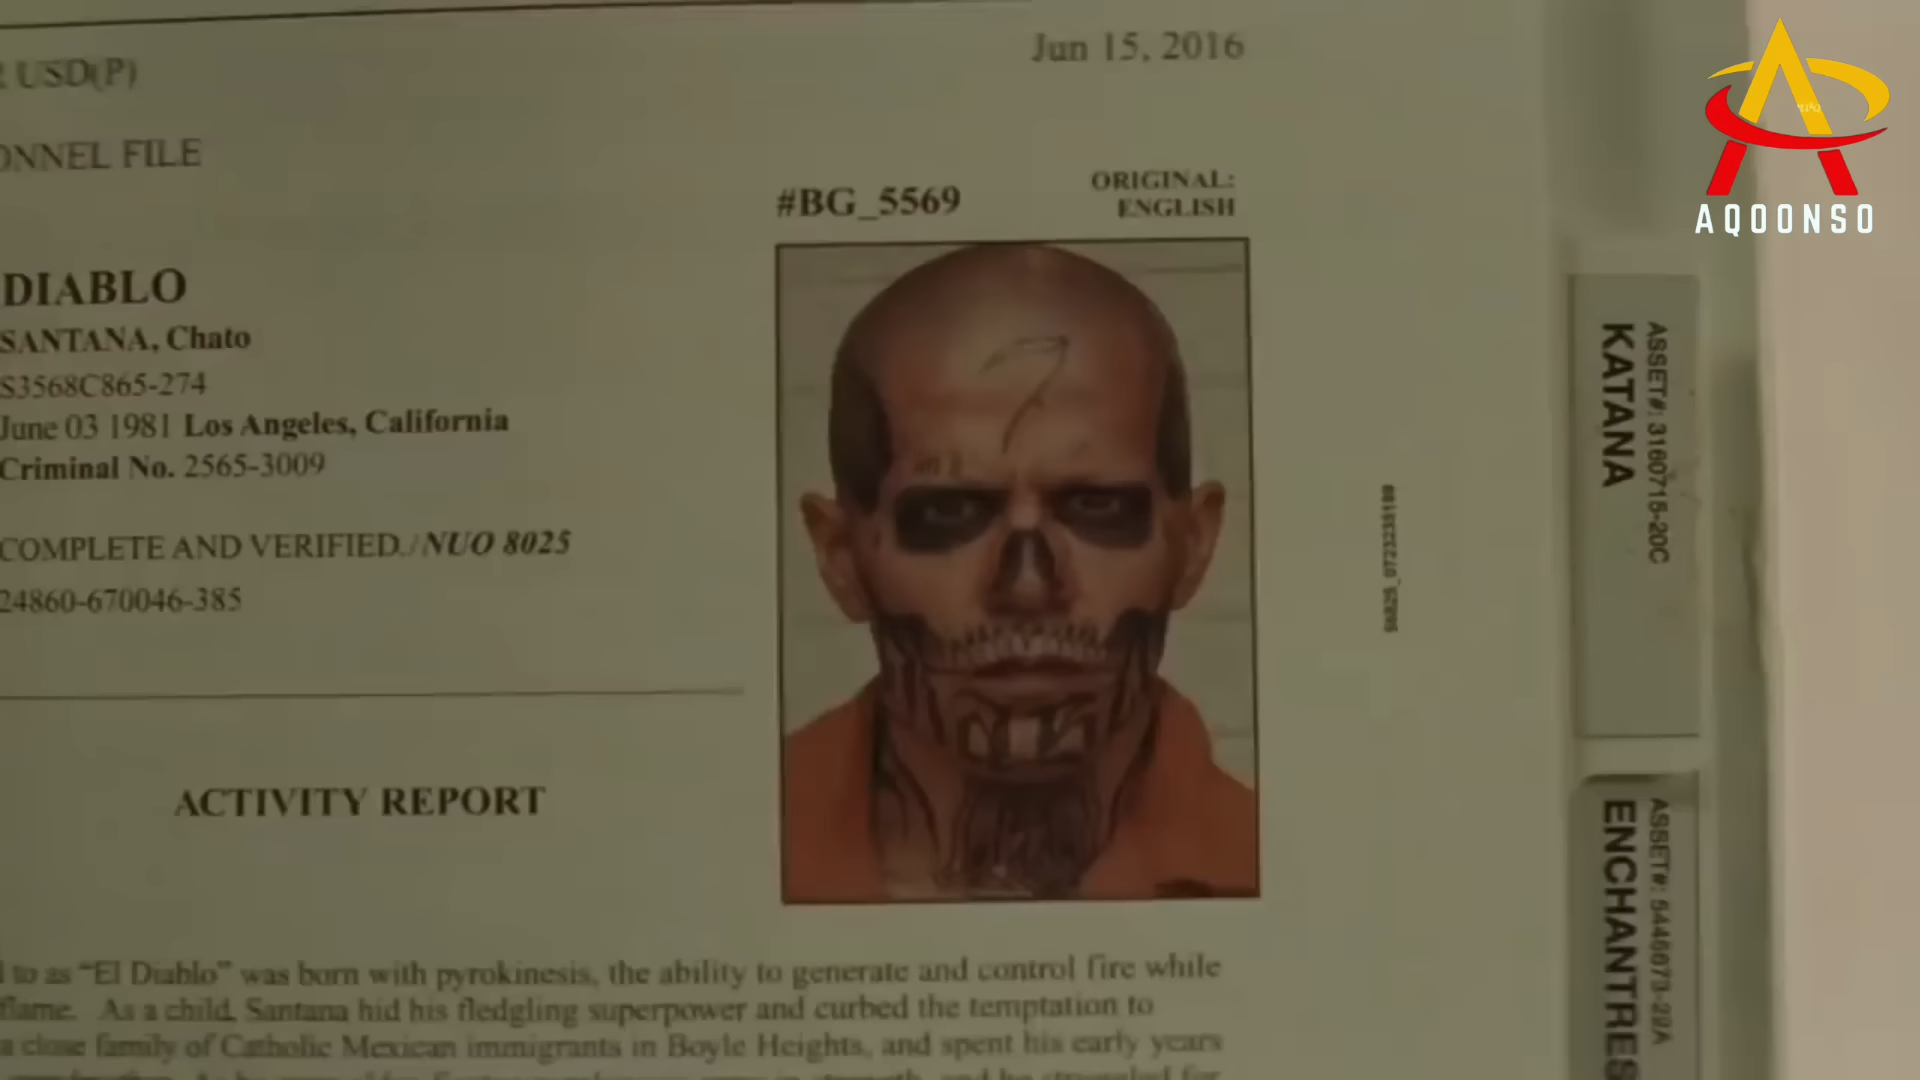 USD(P)
Jun 15, 2016
ONNEL FILE
#BG_5569
ORIGINAL:
ENGLISH
DIABLO
SANTANA, Chato
S3568C865-274
June 03 1981 Los Angeles, California
Criminal No. 2565-3009
COMPLETE AND VERIFIED./NUO 8025
24860-670046-385
ACTIVITY REPORT
to as “El Diablo” was born with pyrokinesis, the ability to generate and control fire while
flame. As a child, Santana hid his fledgling superpower and curbed the temptation to
a close family of Catholic Mexican immigrants in Boyle Heights, and spent his early years
ASSET#: 3160715-20C
KATANA
ASSET#:
ENCHANTRES
AQOONSO